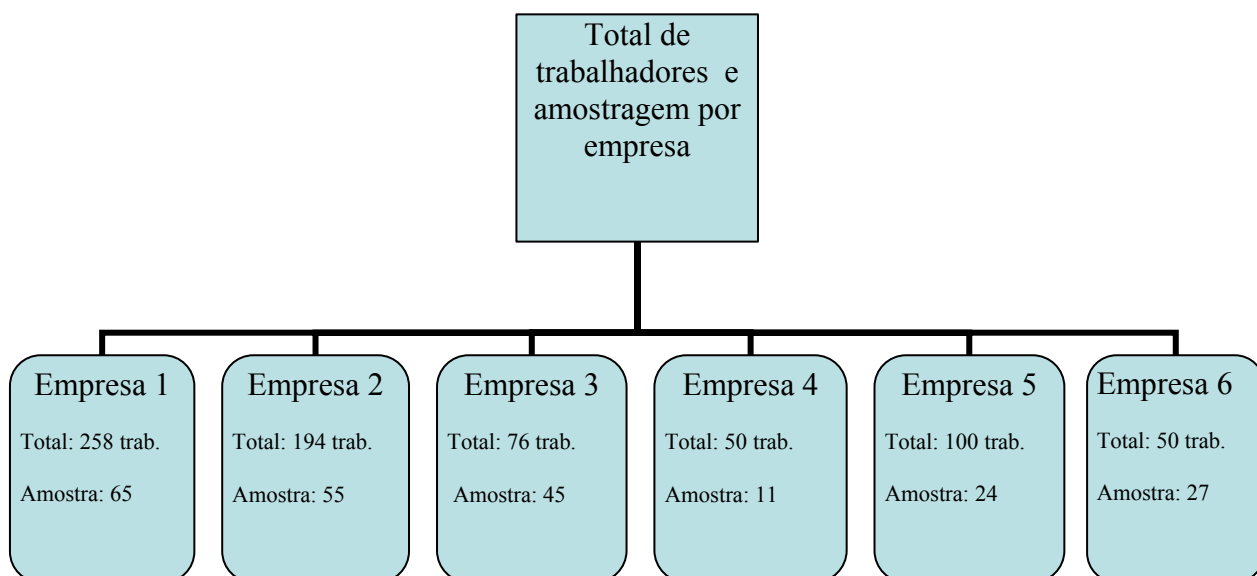 Total de
trabalhadores e
amostragem por
empresa
Empresa 1
Total: 258 trab.
Amostra: 65
Empresa 2
Total: 194 trab.
Amostra: 55
Empresa 3
Total: 76 trab.
Amostra: 45
Empresa 4
Total: 50 trab.
Amostra: 11
Empresa 5
Total: 100 trab.
Amostra: 24
Empresa 6
Total: 50 trab.
Amostra: 27